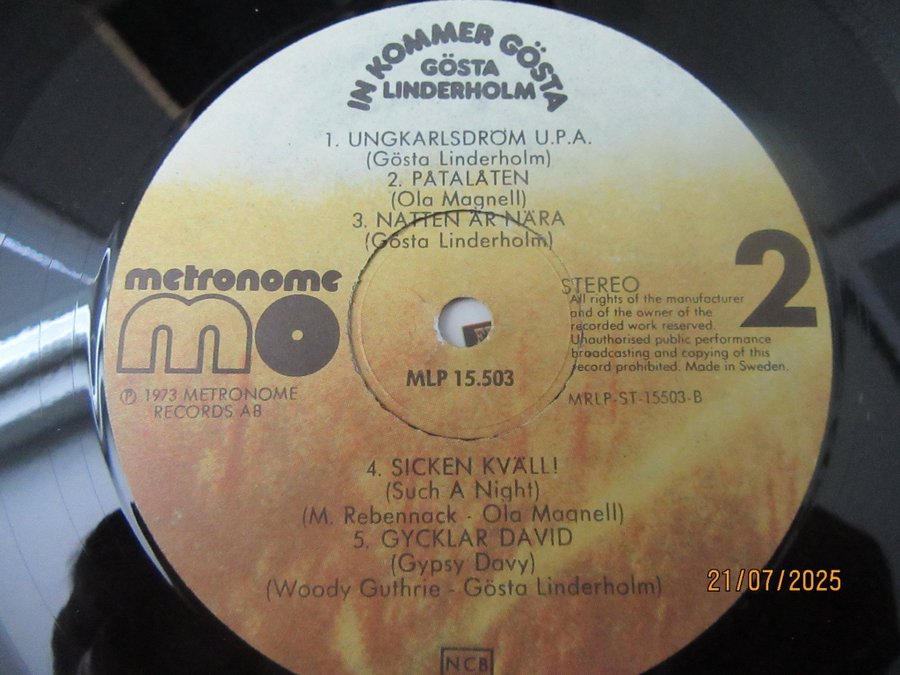 IN KOMMER GÖSTA
GÖSTA
LINDERHOLM
1. UNGKARLSDRÖM U.P.A.
(Gösta Linderholm)
2. PÅTALÅTEN
(Ola Magnell)
3. NATTEN ÄR NÄRA
(Gösta Linderholm)
metronome
mo
℗ 1973 METRONOME
RECORDS AB
MLP 15.503
STEREO
2
All rights of the manufacturer
and of the owner of the
recorded work reserved.
Unauthorised public performance
broadcasting and copying of this
record prohibited. Made in Sweden.
MRLP-ST-15503-B
4. SICKEN KVÄLL!
(Such A Night)
(M. Rebennack - Ola Magnell)
5. GYCKLAR DAVID
(Gypsy Davy)
(Woody Guthrie - Gösta Linderholm)
NCB
21/07/2025